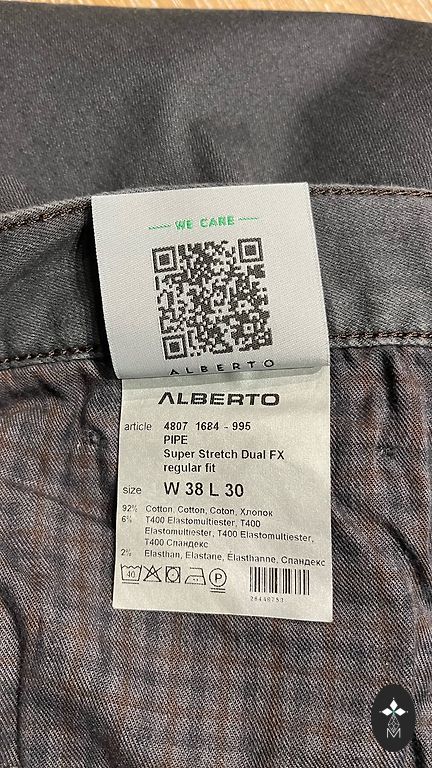 WE CARE
ALBERTO
ALBERTO
article 4807 1684 - 995
PIPE
Super Stretch Dual FX
regular fit
size W 38 L 30
92% Cotton, Cotton, Coton, Хлопок
6% T400 Elastomultiester, T400
Elastomultiester, T400 Elastomultiester,
T400 Спандекс
2% Elasthan, Elastane, Élasthanne, Спандекс
40
P